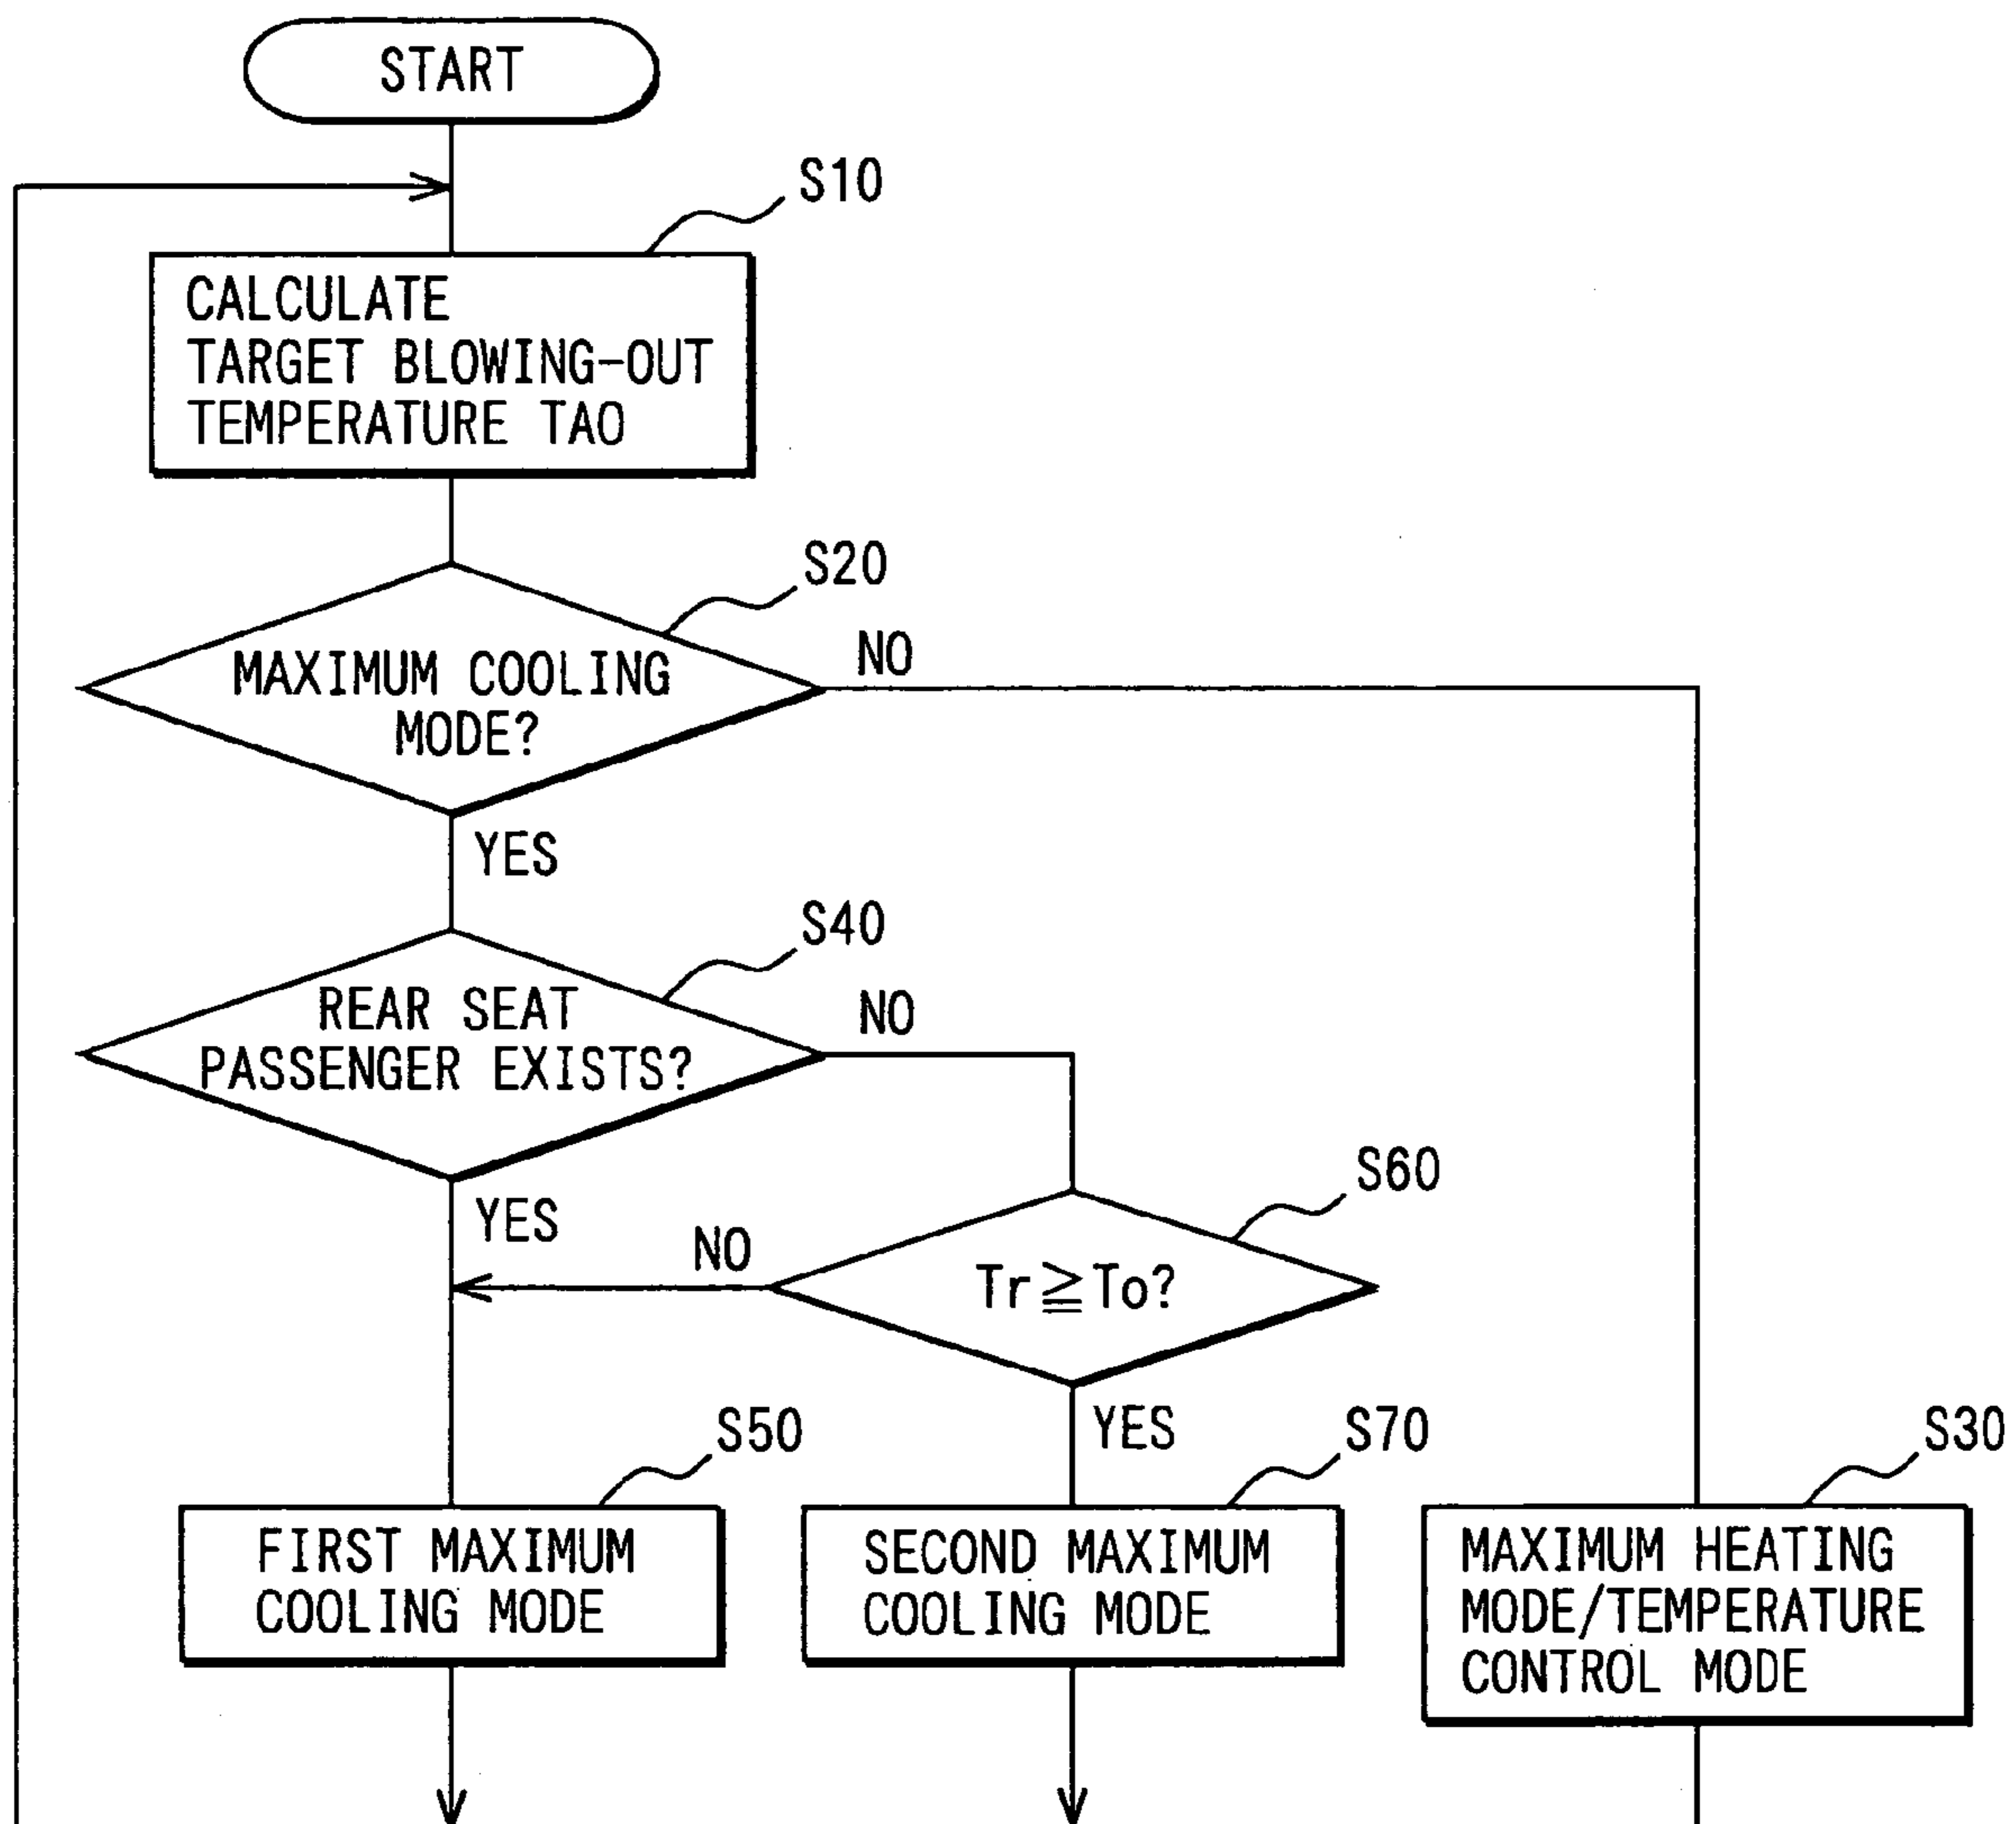 START
S10
CALCULATE
TARGET BLOWING-OUT
TEMPERATURE TAO
S20
NO
MAXIMUM COOLING
MODE?
YES
S40
NO
REAR SEAT
PASSENGER EXISTS?
YES
S60
NO
Tr≧To?
YES
S50
S70
S30
FIRST MAXIMUM
COOLING MODE
SECOND MAXIMUM
COOLING MODE
MAXIMUM HEATING
MODE/TEMPERATURE
CONTROL MODE